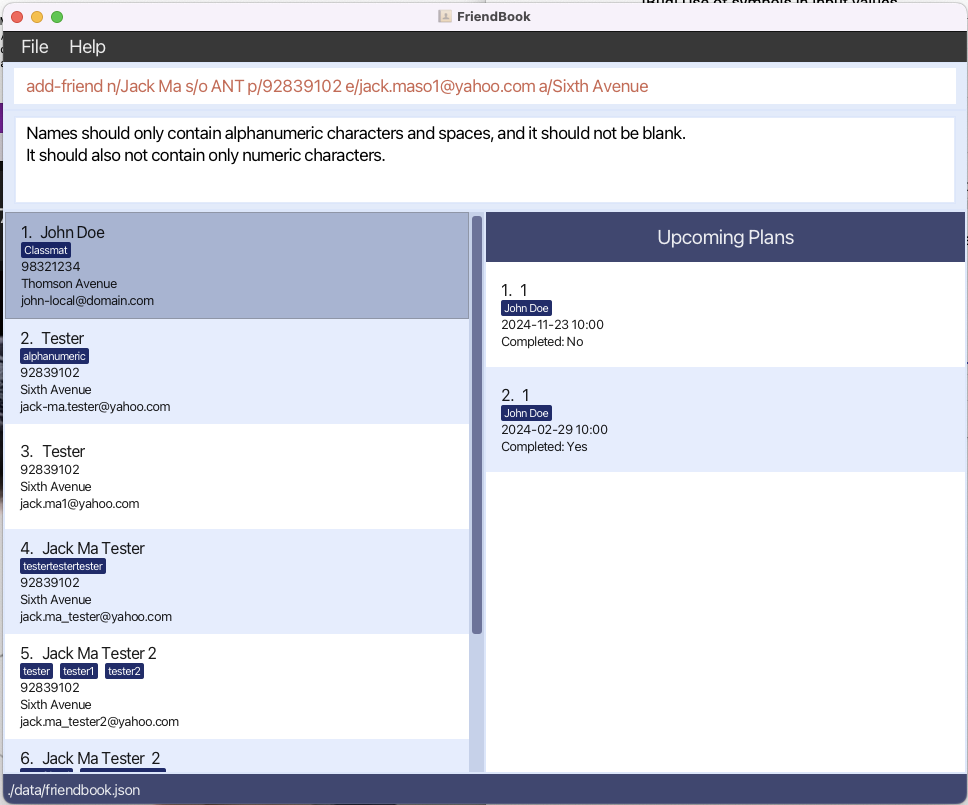 FriendBook
File Help
add-friend n/Jack Ma s/o ANT p/92839102 e/jack.maso1@yahoo.com a/Sixth Avenue
Names should only contain alphanumeric characters and spaces, and it should not be blank.
It should also not contain only numeric characters.
1. John Doe
Classmat
98321234
Thomson Avenue
john-local@domain.com
2. Tester
alphanumeric
92839102
Sixth Avenue
jack-ma.tester@yahoo.com
3. Tester
92839102
Sixth Avenue
jack.ma1@yahoo.com
4. Jack Ma Tester
testertestertester
92839102
Sixth Avenue
jack.ma_tester@yahoo.com
5. Jack Ma Tester 2
tester tester1 tester2
92839102
Sixth Avenue
jack.ma_tester2@yahoo.com
6. Jack Ma Tester 2
Upcoming Plans
1. 1
John Doe
2024-11-23 10:00
Completed: No
2. 1
John Doe
2024-02-29 10:00
Completed: Yes
./data/friendbook.json